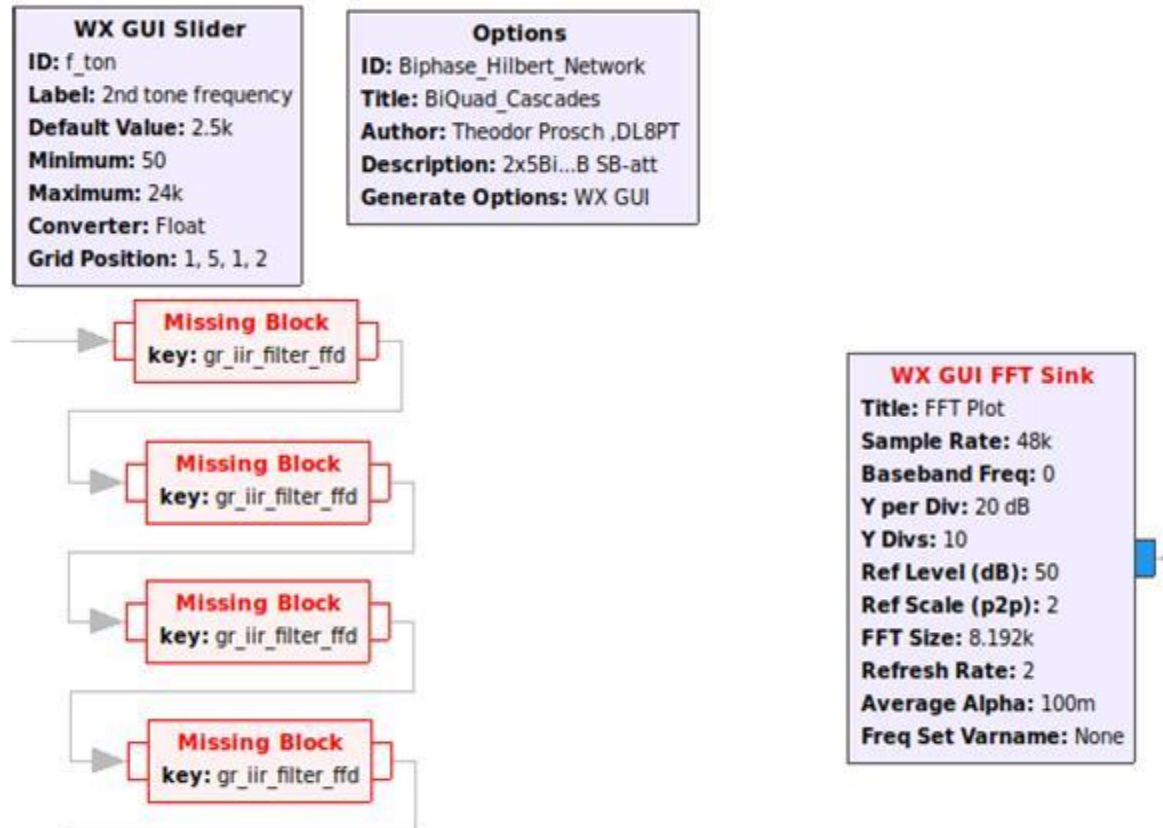 WX GUI Slider
ID: f_ton
Label: 2nd tone frequency
Default Value: 2.5k
Minimum: 50
Maximum: 24k
Converter: Float
Grid Position: 1, 5, 1, 2
Options
ID: Biphase_Hilbert_Network
Title: BiQuad_Cascades
Author: Theodor Prosch ,DL8PT
Description: 2x5Bi...B SB-att
Generate Options: WX GUI
Missing Block
key: gr_iir_filter_ffd
Missing Block
key: gr_iir_filter_ffd
Missing Block
key: gr_iir_filter_ffd
Missing Block
key: gr_iir_filter_ffd
WX GUI FFT Sink
Title: FFT Plot
Sample Rate: 48k
Baseband Freq: 0
Y per Div: 20 dB
Y Divs: 10
Ref Level (dB): 50
Ref Scale (p2p): 2
FFT Size: 8.192k
Refresh Rate: 2
Average Alpha: 100m
Freq Set Varname: None